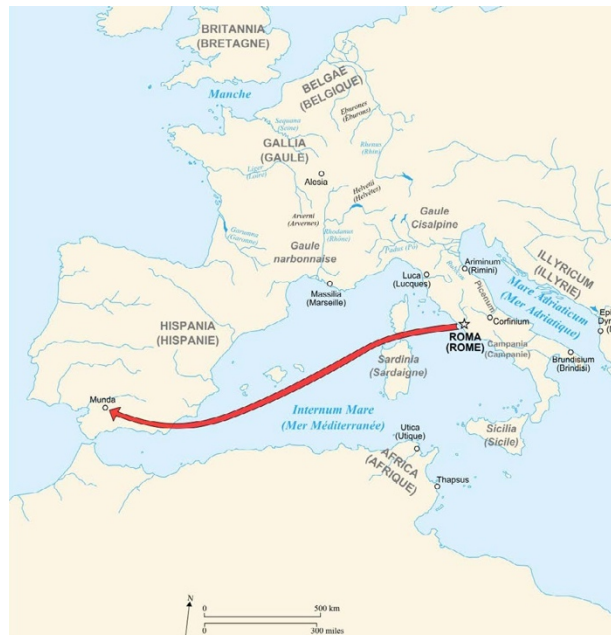 BRITANNIA
(BRETAGNE)
Manche
BELGAE
(BELGIQUE)
Eburones
(Éburons)
Sequana
(Seine)
Rhenus
(Rhin)
GALLIA
(GAULE)
Liger
(Loire)
Alesia
Helvetii
(Helvètes)
Arverni
(Arvernes)
Garunna
(Garonne)
Rhodanus
(Rhône)
Gaule
Cisalpine
Padus (Pô)
Gaule
narbonnaise
ILLYRICUM
(ILLYRIE)
Ariminum
(Rimini)
Luca
(Lucques)
Mare Adriaticum
(Mer Adriatique)
Massilia
(Marseille)
Picenum
Corfinium
HISPANIA
(HISPANIE)
ROMA
(ROME)
Campania
(Campanie)
Brundisium
(Brindisi)
Sardinia
(Sardaigne)
Munda
Internum Mare
(Mer Méditerranée)
Sicilia
(Sicile)
Utica
(Utique)
AFRICA
(AFRIQUE)
Thapsus
N
0 500 km
0 300 miles